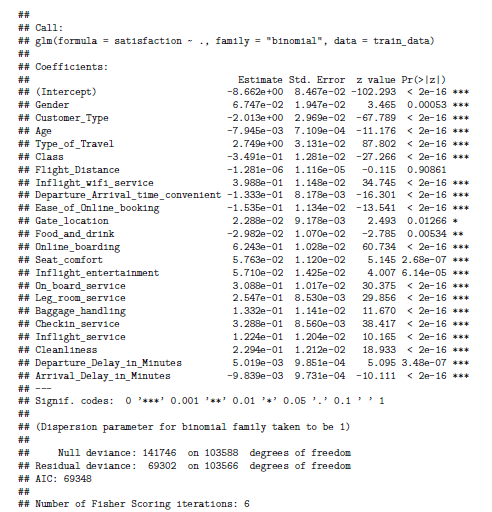 ##
## Call:
## glm(formula = satisfaction ~ ., family = "binomial", data = train_data)
##
## Coefficients:
## Estimate Std. Error z value Pr(>|z|)
## (Intercept) -8.662e+00 8.467e-02 -102.293 < 2e-16 ***
## Gender 6.747e-02 1.947e-02 3.465 0.00053 ***
## Customer_Type -2.013e+00 2.969e-02 -67.789 < 2e-16 ***
## Age -7.945e-03 7.109e-04 -11.176 < 2e-16 ***
## Type_of_Travel 2.749e+00 3.131e-02 87.802 < 2e-16 ***
## Class -3.491e-01 1.281e-02 -27.266 < 2e-16 ***
## Flight_Distance -1.281e-06 1.116e-05 -0.115 0.90861
## Inflight_wifi_service 3.988e-01 1.148e-02 34.745 < 2e-16 ***
## Departure_Arrival_time_convenient -1.333e-01 8.178e-03 -16.301 < 2e-16 ***
## Ease_of_Online_booking -1.535e-01 1.134e-02 -13.541 < 2e-16 ***
## Gate_location 2.288e-02 9.178e-03 2.493 0.01266 *
## Food_and_drink -2.982e-02 1.070e-02 -2.785 0.00534 **
## Online_boarding 6.243e-01 1.028e-02 60.734 < 2e-16 ***
## Seat_comfort 5.763e-02 1.120e-02 5.145 2.68e-07 ***
## Inflight_entertainment 5.710e-02 1.425e-02 4.007 6.14e-05 ***
## On_board_service 3.088e-01 1.017e-02 30.375 < 2e-16 ***
## Leg_room_service 2.547e-01 8.530e-03 29.856 < 2e-16 ***
## Baggage_handling 1.332e-01 1.141e-02 11.670 < 2e-16 ***
## Checkin_service 3.288e-01 8.560e-03 38.417 < 2e-16 ***
## Inflight_service 1.224e-01 1.204e-02 10.165 < 2e-16 ***
## Cleanliness 2.294e-01 1.212e-02 18.933 < 2e-16 ***
## Departure_Delay_in_Minutes 5.019e-03 9.851e-04 5.095 3.48e-07 ***
## Arrival_Delay_in_Minutes -9.839e-03 9.731e-04 -10.111 < 2e-16 ***
## ---
## Signif. codes: 0 '***' 0.001 '**' 0.01 '*' 0.05 '.' 0.1 ' ' 1
##
## (Dispersion parameter for binomial family taken to be 1)
##
## Null deviance: 141746 on 103588 degrees of freedom
## Residual deviance: 69302 on 103566 degrees of freedom
## AIC: 69348
##
## Number of Fisher Scoring iterations: 6